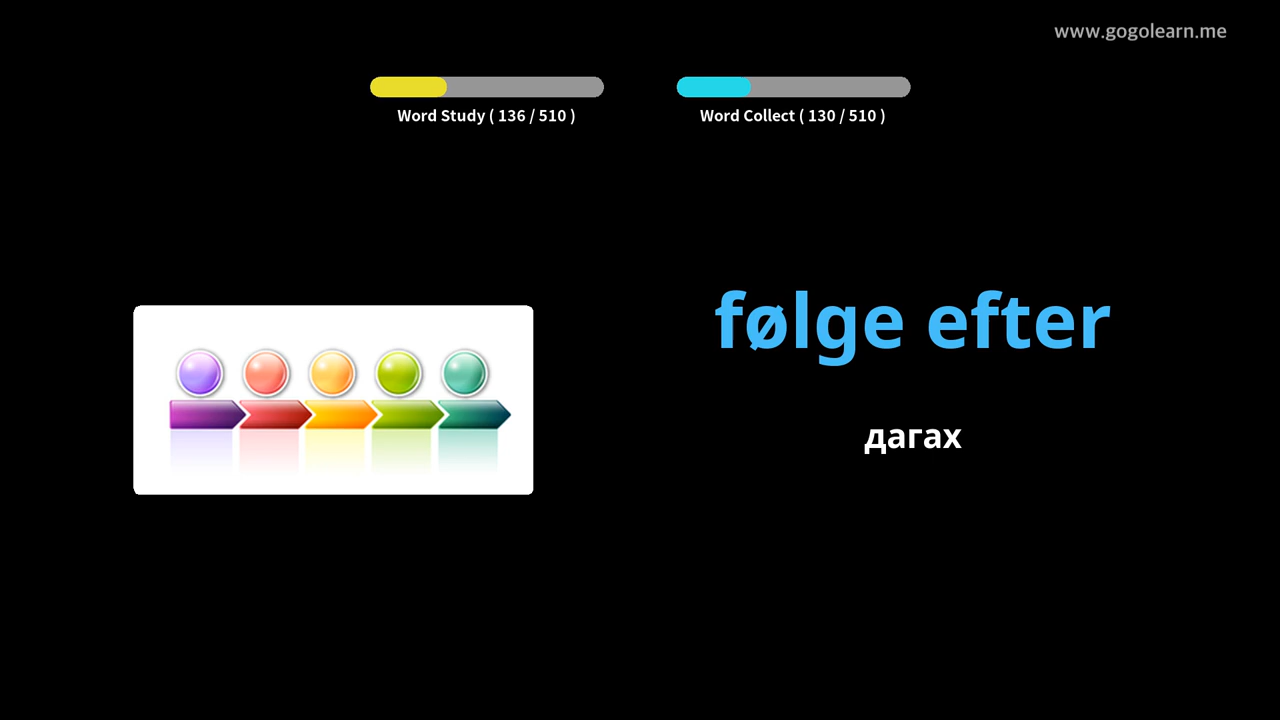 www.gogolearn.me
Word Study ( 136 / 510 )
Word Collect ( 130 / 510 )
følge efter
дагах